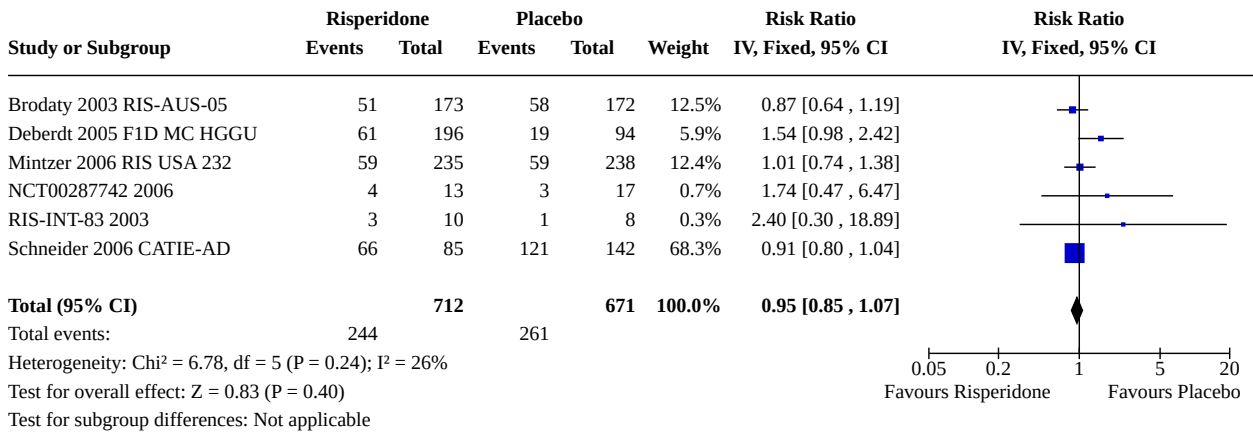 Risperidone Placebo Risk Ratio Risk Ratio
Study or Subgroup Events Total Events Total Weight IV, Fixed, 95% CI IV, Fixed, 95% CI
Brodaty 2003 RIS-AUS-05 51 173 58 172 12.5% 0.87 [0.64 , 1.19]
Deberdt 2005 F1D MC HGGU 61 196 19 94 5.9% 1.54 [0.98 , 2.42]
Mintzer 2006 RIS USA 232 59 235 59 238 12.4% 1.01 [0.74 , 1.38]
NCT00287742 2006 4 13 3 17 0.7% 1.74 [0.47 , 6.47]
RIS-INT-83 2003 3 10 1 8 0.3% 2.40 [0.30 , 18.89]
Schneider 2006 CATIE-AD 66 85 121 142 68.3% 0.91 [0.80 , 1.04]
Total (95% CI) 712 671 100.0% 0.95 [0.85 , 1.07]
Total events: 244 261
Heterogeneity: Chi² = 6.78, df = 5 (P = 0.24); I² = 26%
0.05 0.2 1 5 20
Test for overall effect: Z = 0.83 (P = 0.40)
Favours Risperidone Favours Placebo
Test for subgroup differences: Not applicable